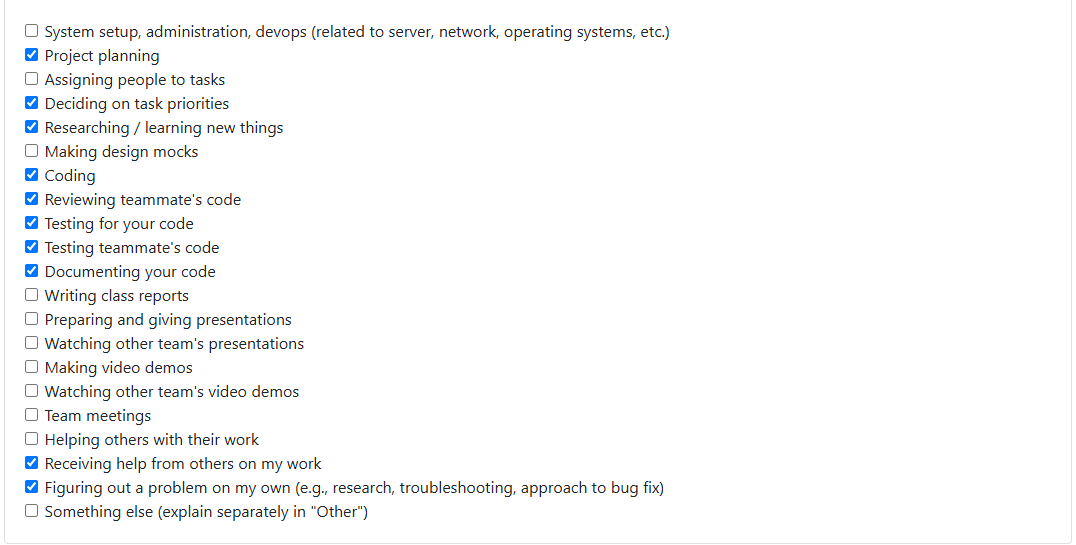 System setup, administration, devops (related to server, network, operating systems, etc.)
Project planning
Assigning people to tasks
Deciding on task priorities
Researching / learning new things
Making design mocks
Coding
Reviewing teammate's code
Testing for your code
Testing teammate's code
Documenting your code
Writing class reports
Preparing and giving presentations
Watching other team's presentations
Making video demos
Watching other team's video demos
Team meetings
Helping others with their work
Receiving help from others on my work
Figuring out a problem on my own (e.g., research, troubleshooting, approach to bug fix)
Something else (explain separately in "Other")